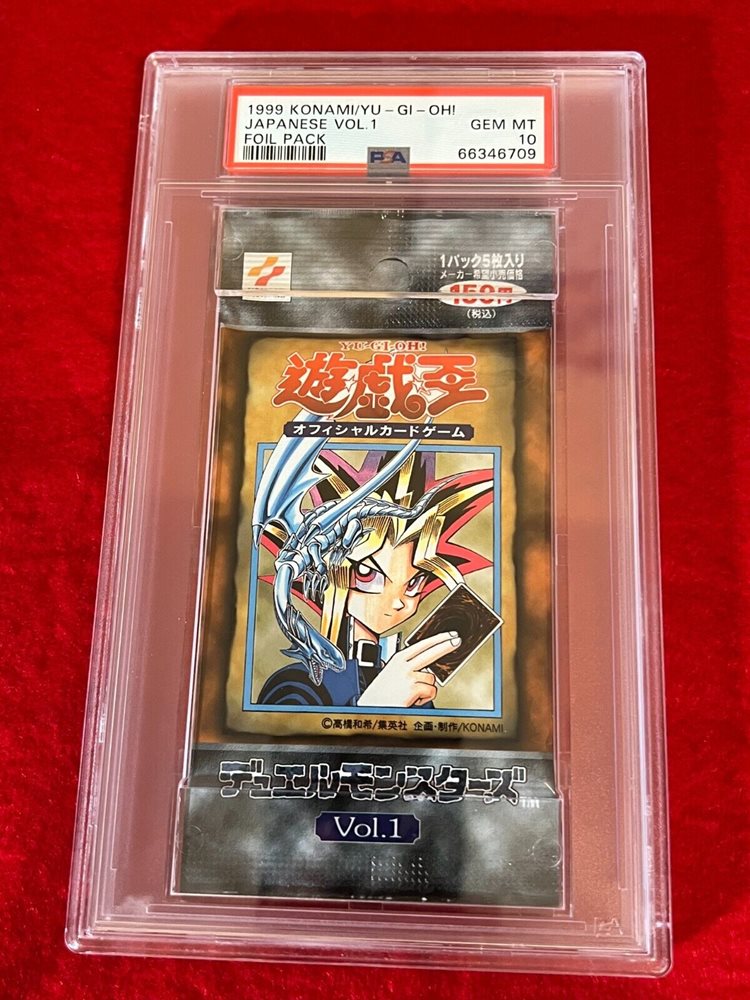 1999 KONAMI/YU-GI-OH!
JAPANESE VOL.1 GEM MT
FOIL PACK 10
PSA 66346709
1パック5枚入り
メーカー希望小売価格
150円
(税込)
YU-GI-OH!
遊戯王
オフィシャルカードゲーム
©高橋和希/集英社 企画・制作/KONAMI
デュエルモンスターズ™
Vol.1